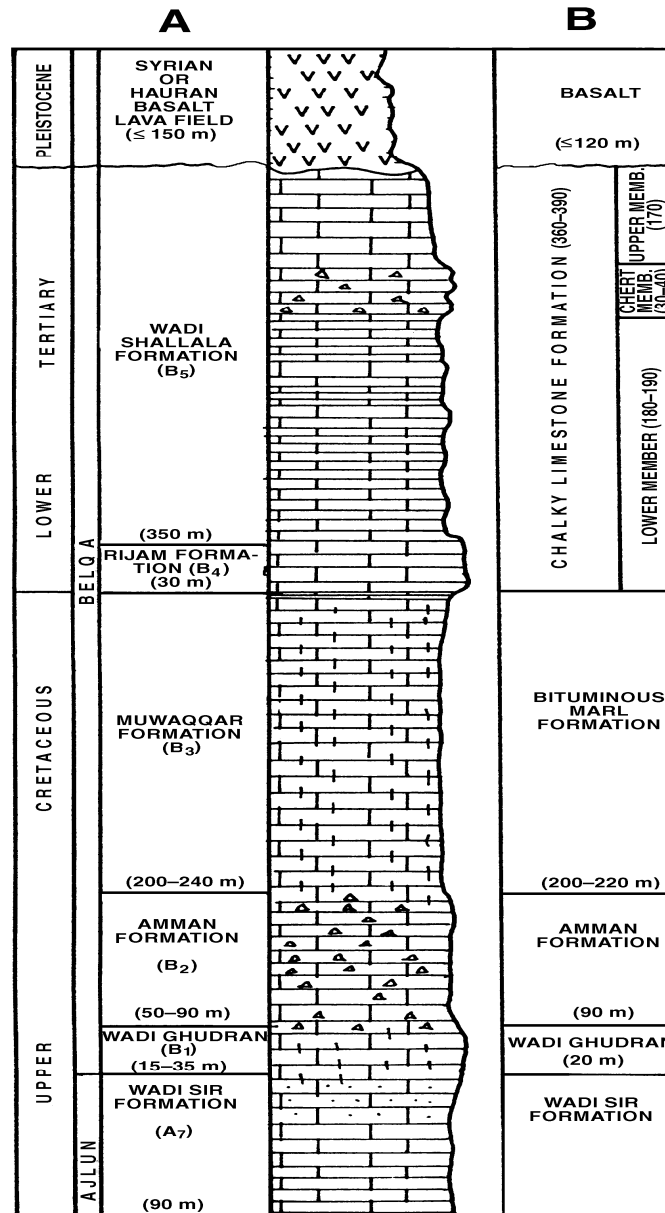 A
B
PLEISTOCENE
LOWER TERTIARY
UPPER CRETACEOUS
BELQA
AJLUN
SYRIAN
OR
HAURAN
BASALT
LAVA FIELD
(≤ 150 m)
WADI
SHALLALA
FORMATION
(B5)
(350 m)
RIJAM FORMA-
TION (B4)
(30 m)
MUWAQQAR
FORMATION
(B3)
(200–240 m)
AMMAN
FORMATION
(B2)
(50–90 m)
WADI GHUDRAN
(B1)
(15–35 m)
WADI SIR
FORMATION
(A7)
(90 m)
BASALT
(≤120 m)
CHALKY LIMESTONE FORMATION (360–390)
UPPER MEMB.
(170)
CHERT
MEMB.
(30–40)
LOWER MEMBER (180–190)
BITUMINOUS
MARL
FORMATION
(200–220 m)
AMMAN
FORMATION
(90 m)
WADI GHUDRAN
(20 m)
WADI SIR
FORMATION